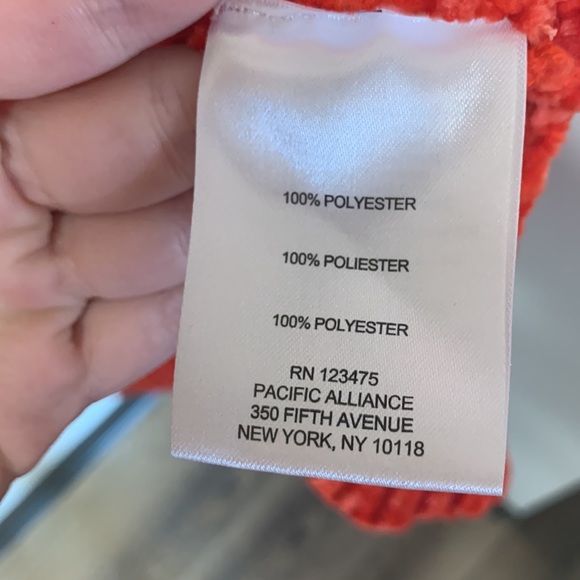 100% POLYESTER
100% POLIESTER
100% POLYESTER
RN 123475
PACIFIC ALLIANCE
350 FIFTH AVENUE
NEW YORK, NY 10118